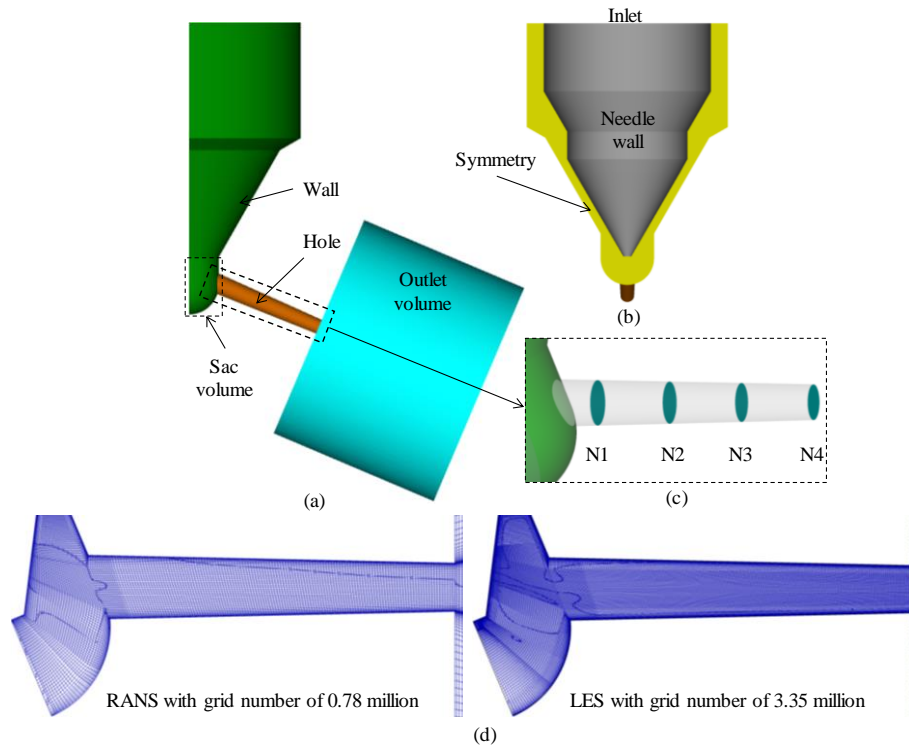 Inlet
Needle
wall
Symmetry
Wall
Hole
Outlet
volume
Sac
volume
(b)
N1 N2 N3 N4
(a)
(c)
RANS with grid number of 0.78 million
LES with grid number of 3.35 million
(d)